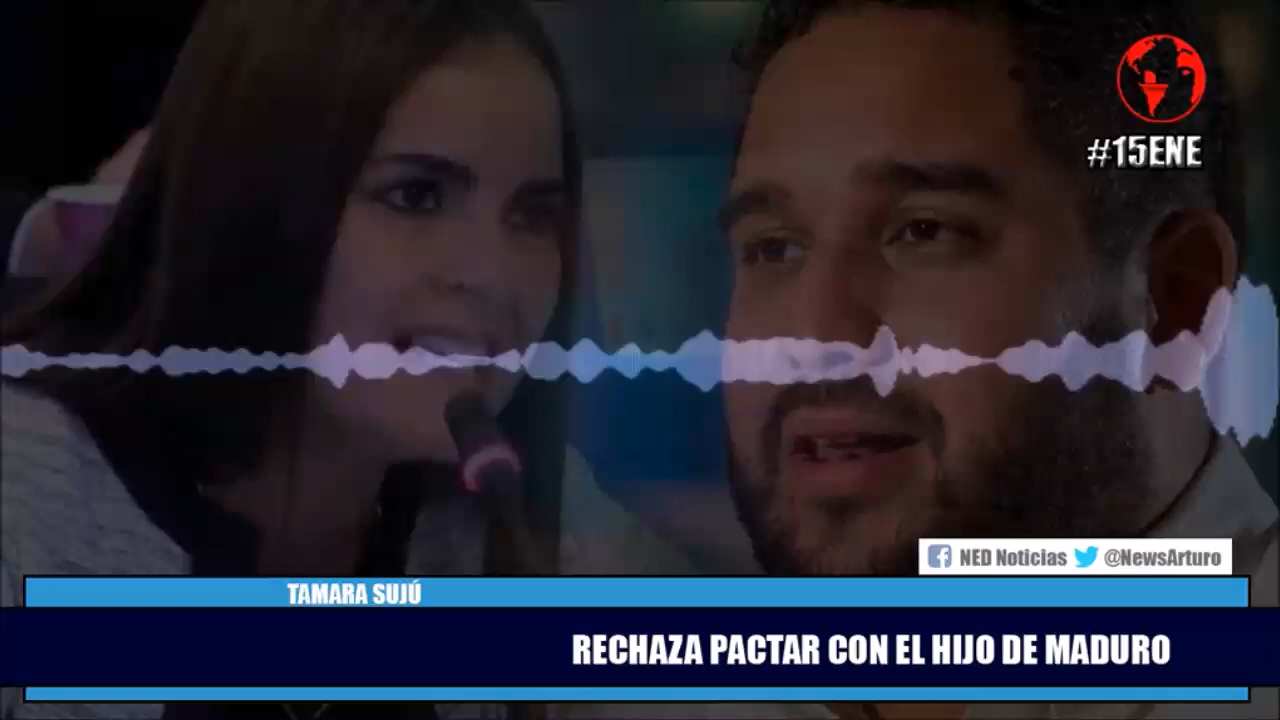 #15ENE
NED Noticias @NewsArturo
TAMARA SUJÚ
RECHAZA PACTAR CON EL HIJO DE MADURO